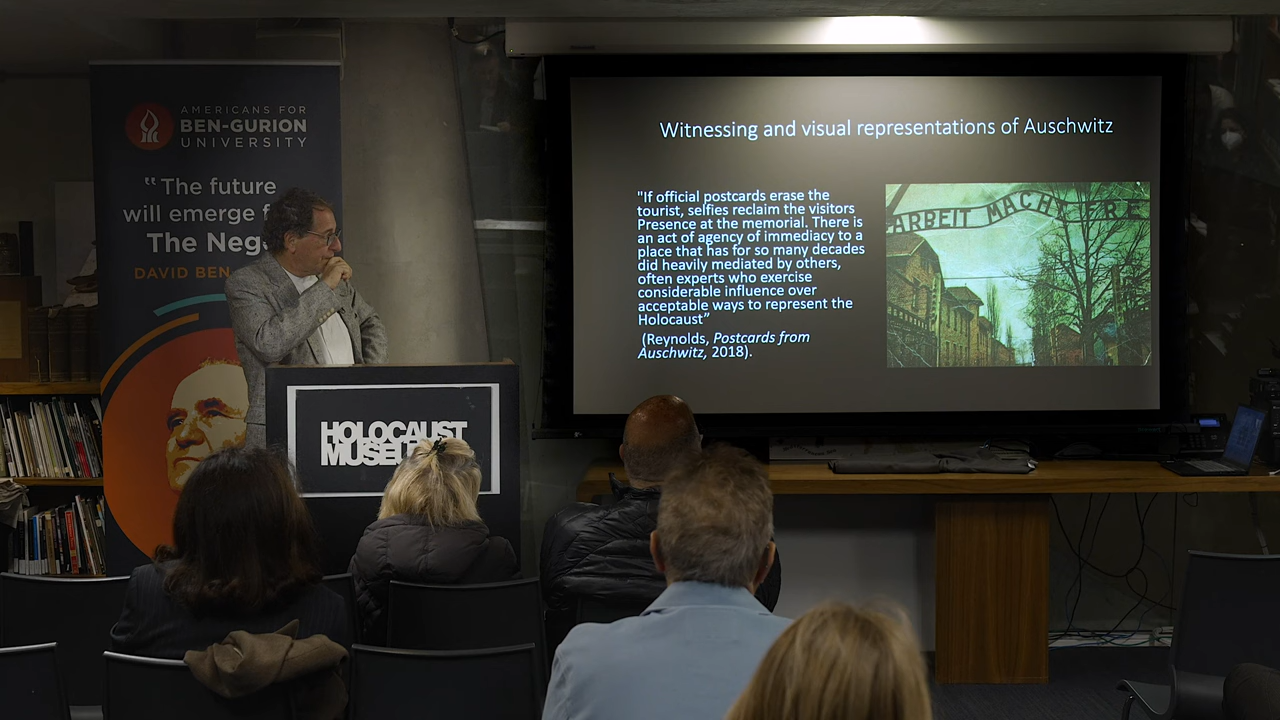 AMERICANS FOR
BEN-GURION
UNIVERSITY
"The future
will emerge f
The Neg
DAVID BEN
HOLOCAUST
MUSEU
Witnessing and visual representations of Auschwitz
"If official postcards erase the
tourist, selfies reclaim the visitors
Presence at the memorial. There is
an act of agency of immediacy to a
place that has for so many decades
did heavily mediated by others,
often experts who exercise
considerable influence over
acceptable ways to represent the
Holocaust"
(Reynolds, Postcards from
Auschwitz, 2018).
ARBEIT MACHT FRE